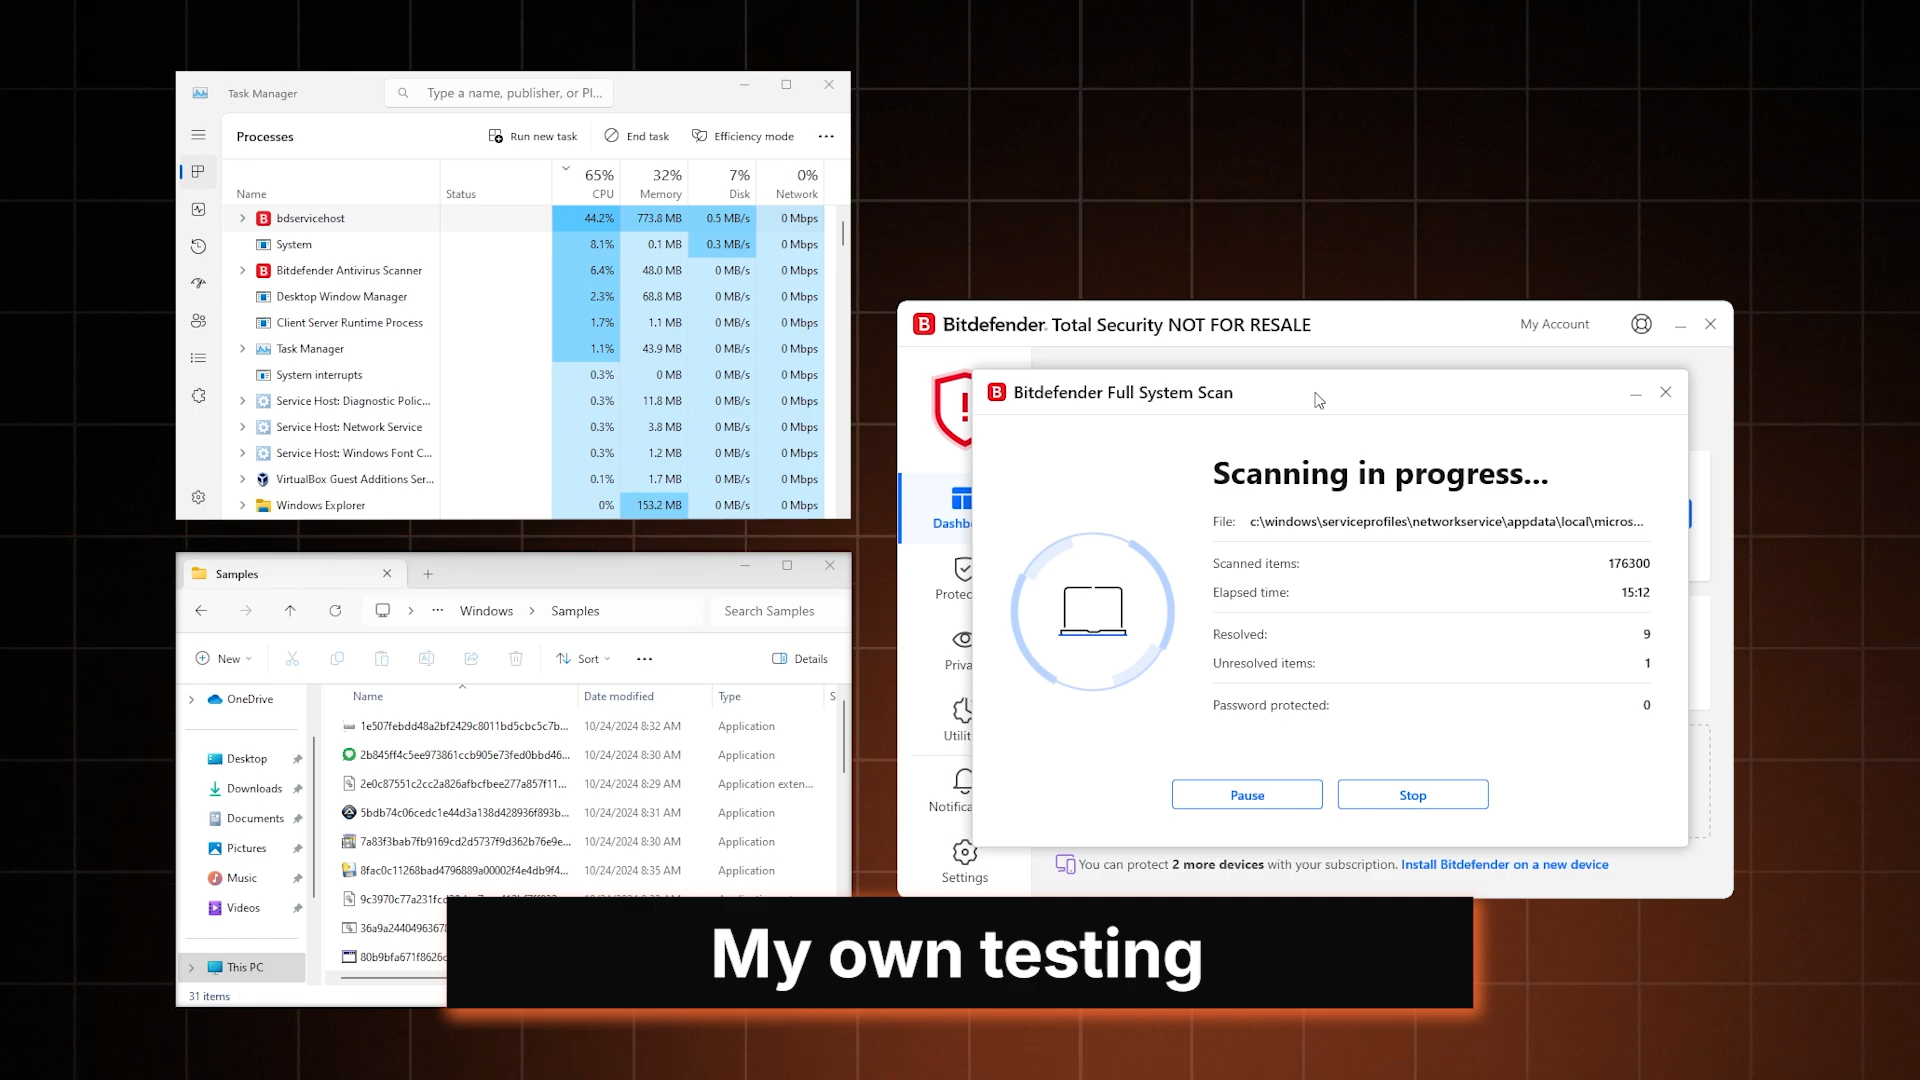 Task Manager
Type a name, publisher, or Pl...
Processes
Run new task
End task
Efficiency mode
65% 32% 7% 0%
Name Status CPU Memory Disk Network
bdservicehost 44.2% 773.8 MB 0.5 MB/s 0 Mbps
System 8.1% 0.1 MB 0.3 MB/s 0 Mbps
Bitdefender Antivirus Scanner 6.4% 48.0 MB 0 MB/s 0 Mbps
Desktop Window Manager 2.3% 68.8 MB 0 MB/s 0 Mbps
Client Server Runtime Process 1.7% 1.1 MB 0 MB/s 0 Mbps
Task Manager 1.1% 43.9 MB 0 MB/s 0 Mbps
System interrupts 0.3% 0 MB 0 MB/s 0 Mbps
Service Host: Diagnostic Polic... 0.3% 11.8 MB 0 MB/s 0 Mbps
Service Host: Network Service 0.3% 3.8 MB 0 MB/s 0 Mbps
Service Host: Windows Font C... 0.3% 1.2 MB 0 MB/s 0 Mbps
VirtualBox Guest Additions Ser... 0.1% 1.7 MB 0 MB/s 0 Mbps
Windows Explorer 0% 153.2 MB 0 MB/s 0 Mbps
Samples
Windows > Samples
Search Samples
New
Sort
Details
OneDrive
Desktop
Downloads
Documents
Pictures
Music
Videos
This PC
31 items
Name Date modified Type S
1e507febdd48a2bf2429c8011bd5cbc5c7b... 10/24/2024 8:32 AM Application
2b845ff4c5ee973861ccb905e73fed0bbd46... 10/24/2024 8:30 AM Application
2e0c87551c2cc2a826afbcfbee277a857f11... 10/24/2024 8:29 AM Application exten...
5bdb74c06cedc1e44d3a138d428936f893b... 10/24/2024 8:31 AM Application
7a83f3bab7fb9169cd2d5737f9d362b76e9e... 10/24/2024 8:30 AM Application
8fac0c11268bad4796889a00002f4e4db9f4... 10/24/2024 8:35 AM Application
36a9a2440496367
80b9bfa671f8626c
Bitdefender Total Security NOT FOR RESALE
My Account
Dashb
Protec
Priva
Utilit
Notifica
Settings
Bitdefender Full System Scan
Scanning in progress...
File: c:\windows\serviceprofiles\networkservice\appdata\local\micros...
Scanned items: 176300
Elapsed time: 15:12
Resolved: 9
Unresolved items: 1
Password protected: 0
Pause
Stop
You can protect 2 more devices with your subscription. Install Bitdefender on a new device
My own testing